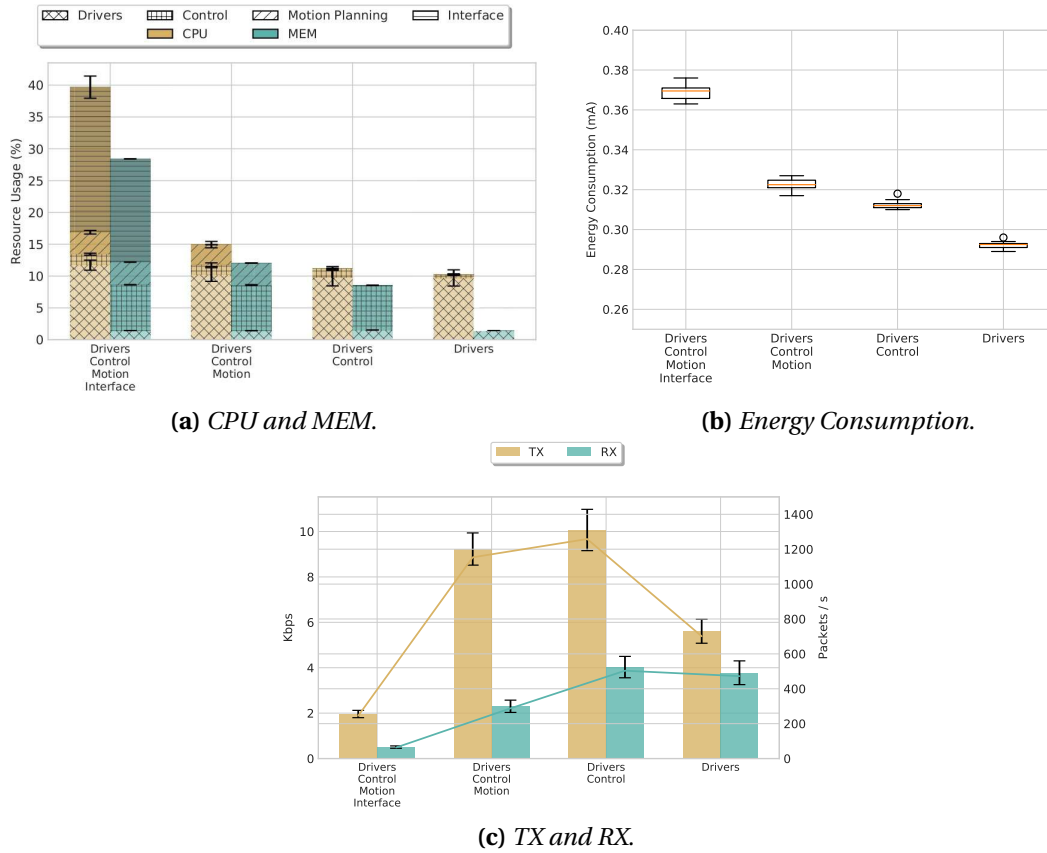 Drivers Control Motion Planning Interface
CPU MEM
Resource Usage (%)
40
35
30
25
20
15
10
5
0
Drivers
Control
Motion
Interface
Drivers
Control
Motion
Drivers
Control
Drivers
(a) CPU and MEM.
Energy Consumption (mA)
0.40
0.38
0.36
0.34
0.32
0.30
0.28
0.26
Drivers
Control
Motion
Interface
Drivers
Control
Motion
Drivers
Control
Drivers
(b) Energy Consumption.
TX RX
Kbps
10
8
6
4
2
0
Packets / s
1400
1200
1000
800
600
400
200
0
Drivers
Control
Motion
Interface
Drivers
Control
Motion
Drivers
Control
Drivers
(c) TX and RX.